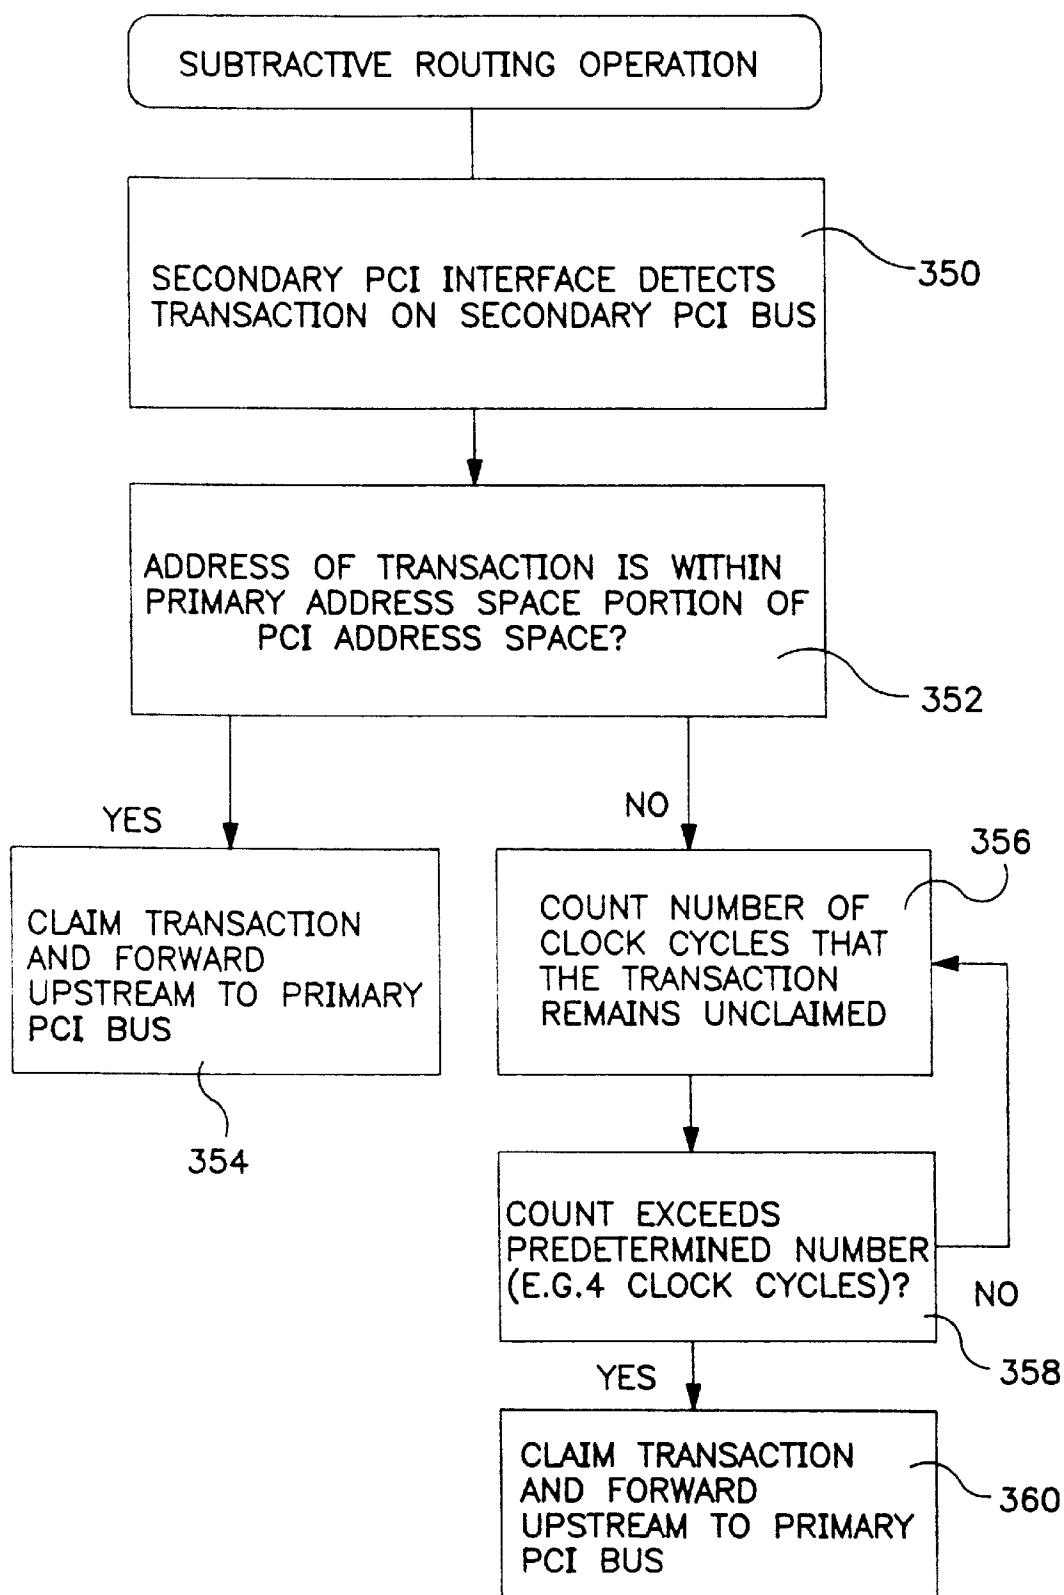 SUBTRACTIVE ROUTING OPERATION
SECONDARY PCI INTERFACE DETECTS
TRANSACTION ON SECONDARY PCI BUS
350
ADDRESS OF TRANSACTION IS WITHIN
PRIMARY ADDRESS SPACE PORTION OF
PCI ADDRESS SPACE?
352
YES
NO
CLAIM TRANSACTION
AND FORWARD
UPSTREAM TO PRIMARY
PCI BUS
354
356
COUNT NUMBER OF
CLOCK CYCLES THAT
THE TRANSACTION
REMAINS UNCLAIMED
COUNT EXCEEDS
PREDETERMINED NUMBER
(E.G.4 CLOCK CYCLES)?
NO
358
YES
CLAIM TRANSACTION
AND FORWARD
UPSTREAM TO PRIMARY
PCI BUS
360